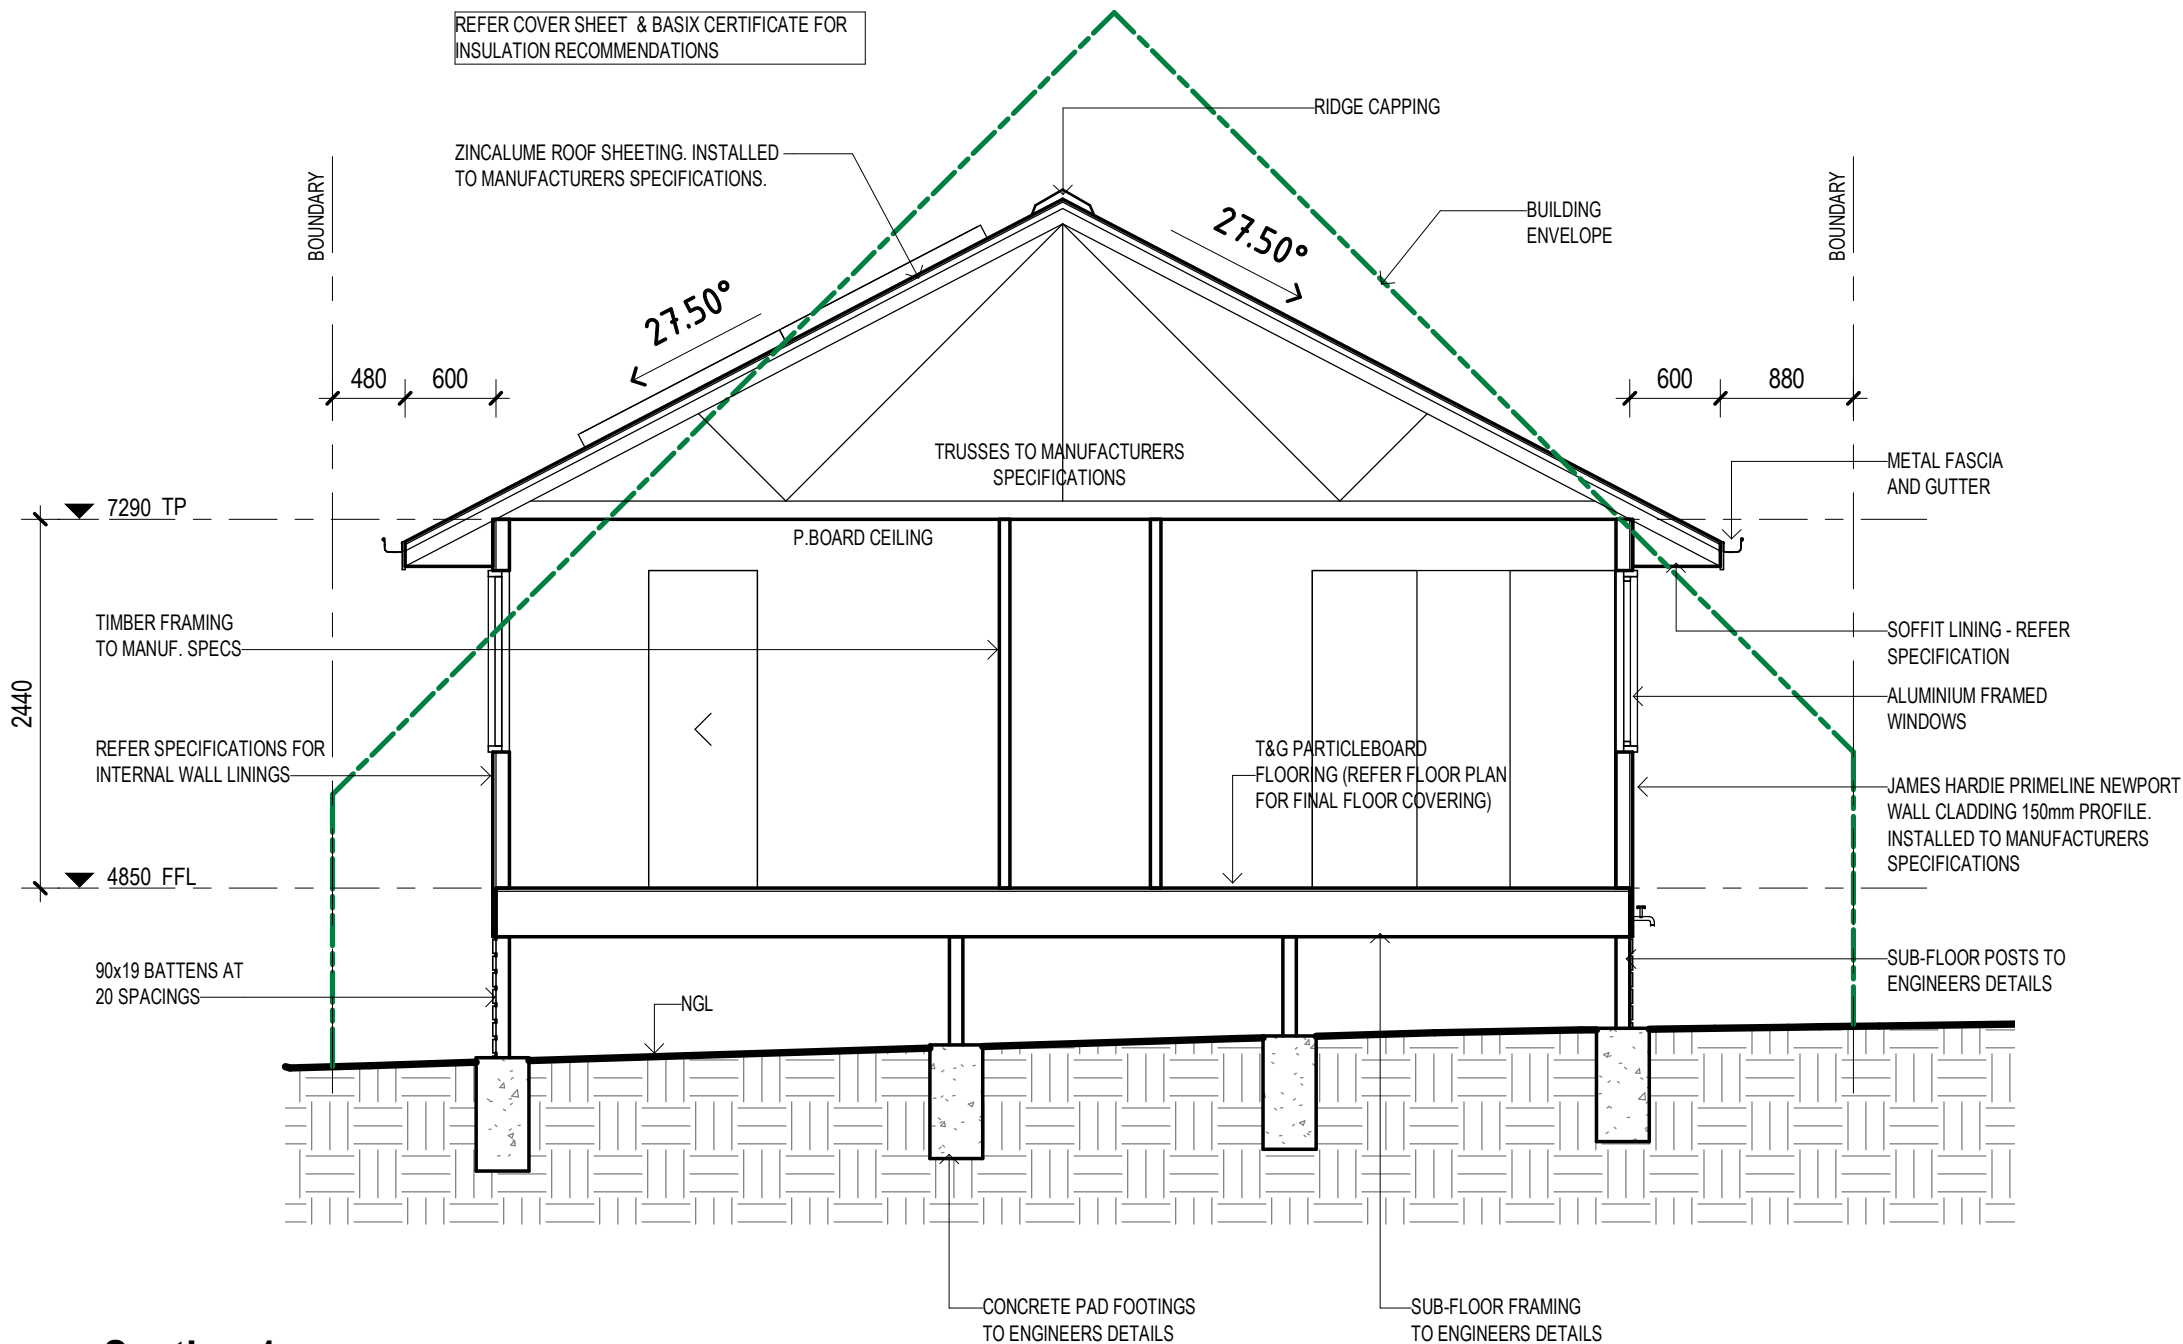 REFER COVER SHEET & BASIX CERTIFICATE FOR
INSULATION RECOMMENDATIONS
RIDGE CAPPING
ZINCALUME ROOF SHEETING. INSTALLED
TO MANUFACTURERS SPECIFICATIONS.
BOUNDARY
BOUNDARY
BUILDING
ENVELOPE
27.50°
27.50°
480
600
600
880
TRUSSES TO MANUFACTURERS
SPECIFICATIONS
METAL FASCIA
AND GUTTER
7290 TP
P.BOARD CEILING
TIMBER FRAMING
TO MANUF. SPECS
SOFFIT LINING - REFER
SPECIFICATION
2440
ALUMINIUM FRAMED
WINDOWS
REFER SPECIFICATIONS FOR
INTERNAL WALL LININGS
T&G PARTICLEBOARD
FLOORING (REFER FLOOR PLAN
FOR FINAL FLOOR COVERING)
JAMES HARDIE PRIMELINE NEWPORT
WALL CLADDING 150mm PROFILE.
INSTALLED TO MANUFACTURERS
SPECIFICATIONS
4850 FFL
90x19 BATTENS AT
20 SPACINGS
NGL
SUB-FLOOR POSTS TO
ENGINEERS DETAILS
CONCRETE PAD FOOTINGS
TO ENGINEERS DETAILS
SUB-FLOOR FRAMING
TO ENGINEERS DETAILS